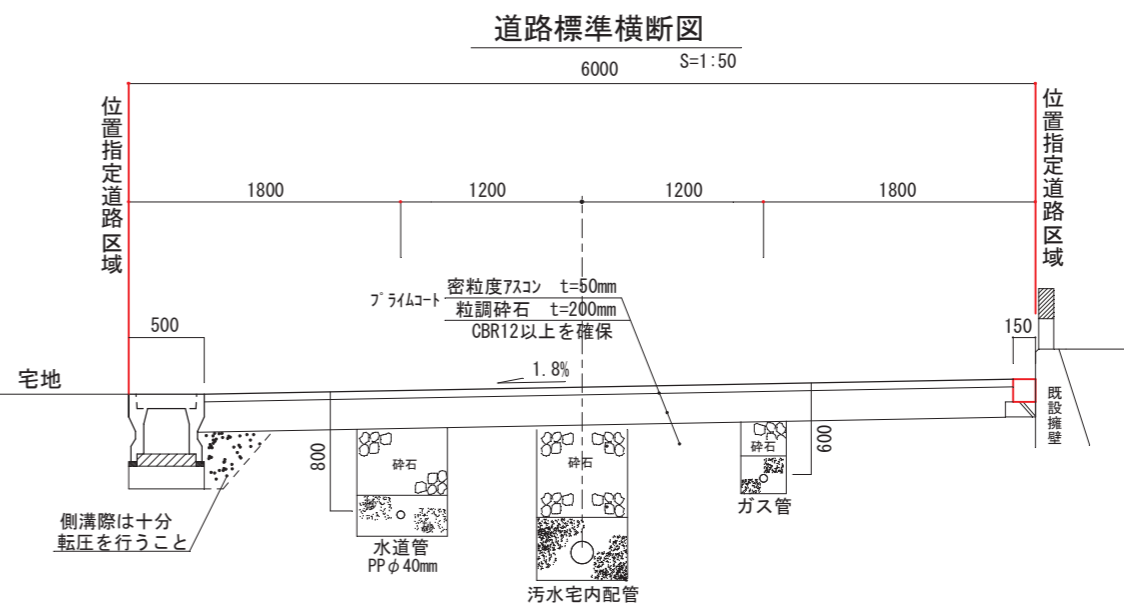 道路標準横断図
S=1:50
6000
位置指定道路区域
位置指定道路区域
1800
1200
1200
1800
プライムコート
密粒度アスコン t=50mm
粒調砕石 t=200mm
CBR12以上を確保
500
150
1.8%
宅地
既設擁壁
800
600
砕石
砕石
砕石
ガス管
側溝際は十分
転圧を行うこと
水道管
PPφ40mm
汚水宅内配管